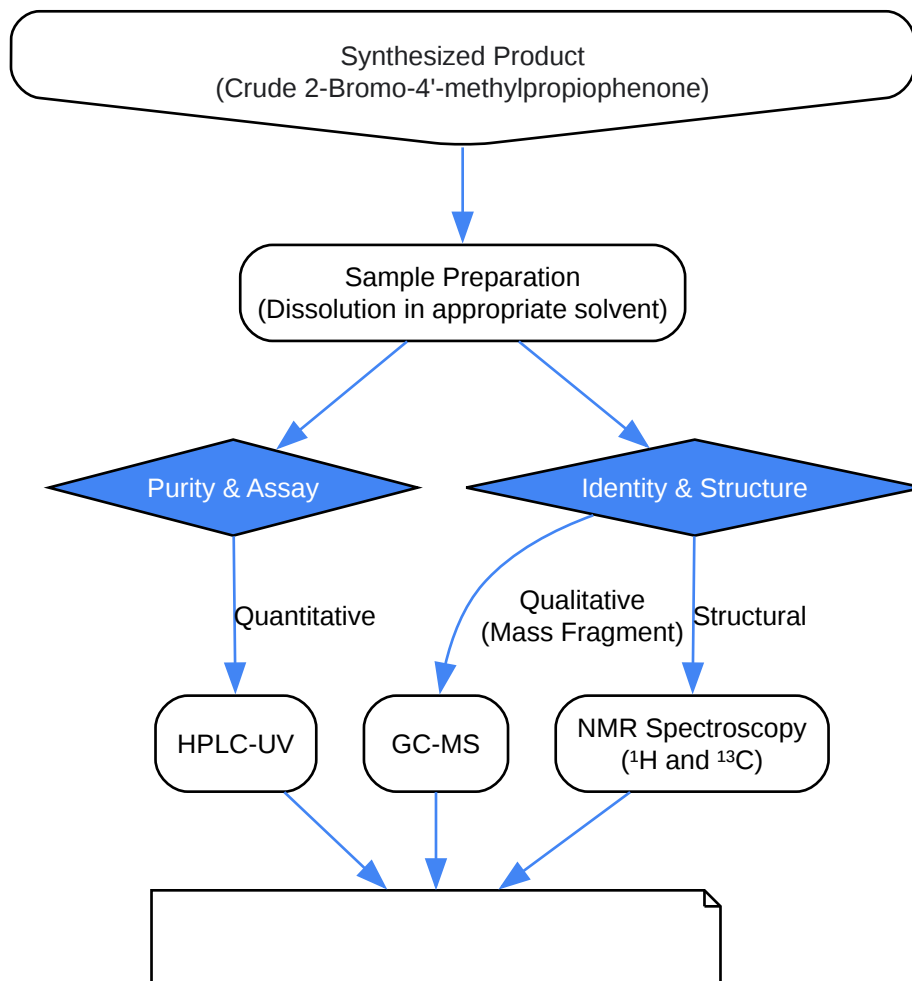 Synthesized Product
(Crude 2-Bromo-4'-methylpropiophenone)
Sample Preparation
(Dissolution in appropriate solvent)
Purity & Assay
Identity & Structure
Quantitative
Qualitative
(Mass Fragment)
Structural
HPLC-UV
GC-MS
NMR Spectroscopy
(¹H and ¹³C)